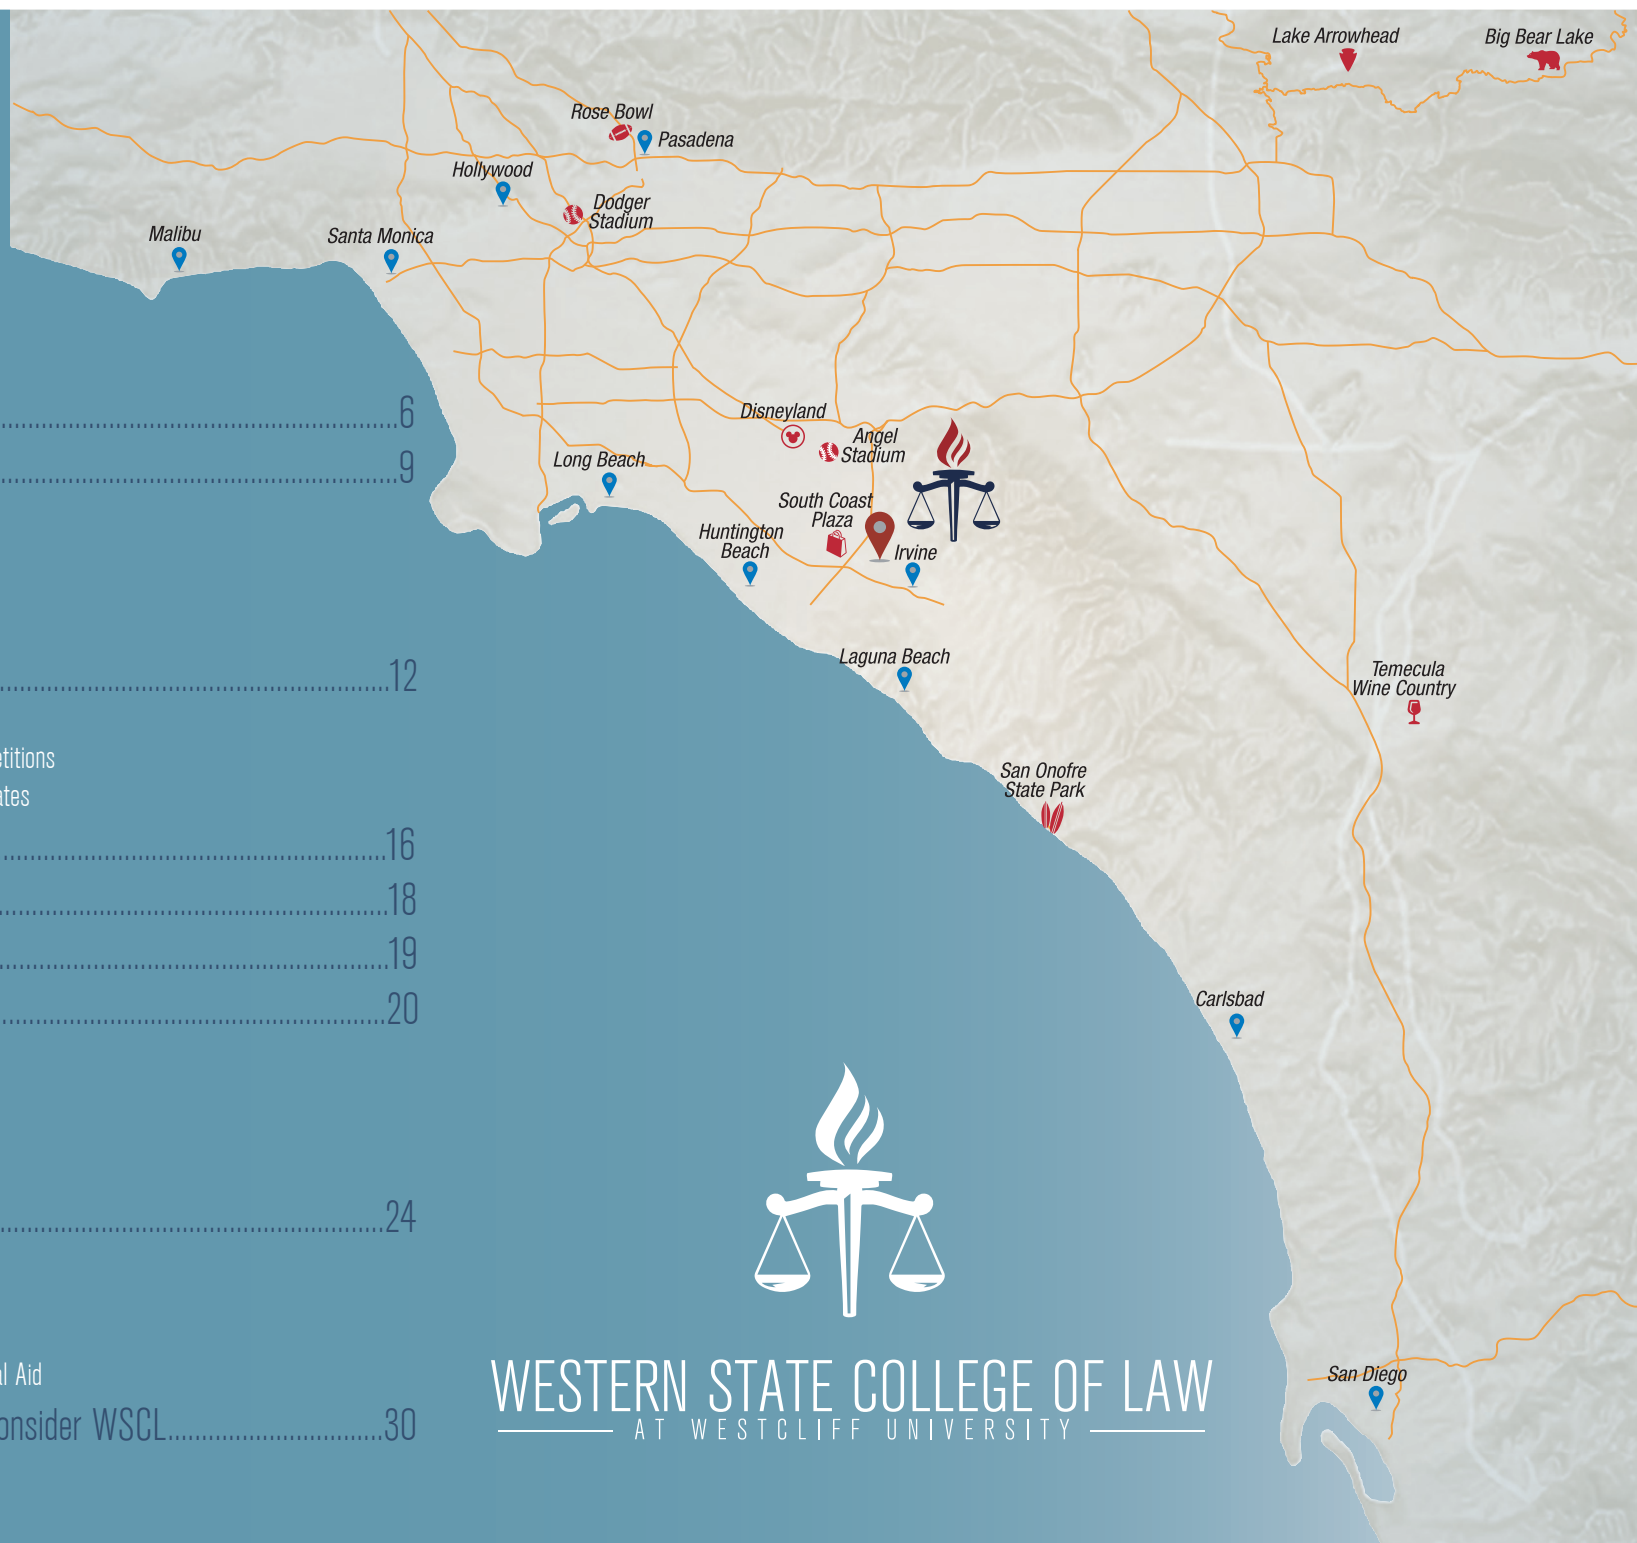 Lake Arrowhead
Big Bear Lake
Rose Bowl
Pasadena
Hollywood
Dodger
Stadium
Malibu
Santa Monica
Disneyland
Angel
Stadium
Long Beach
South Coast
Plaza
Huntington
Beach
Irvine
Laguna Beach
Temecula
Wine Country
San Onofre
State Park
Carlsbad
San Diego
........................................................................6
........................................................................9
......................................................................12
etitions
ates
......................................................................16
......................................................................18
......................................................................19
......................................................................20
......................................................................24
al Aid
onsider WSCL..............................30
WESTERN STATE COLLEGE OF LAW
AT WESTCLIFF UNIVERSITY